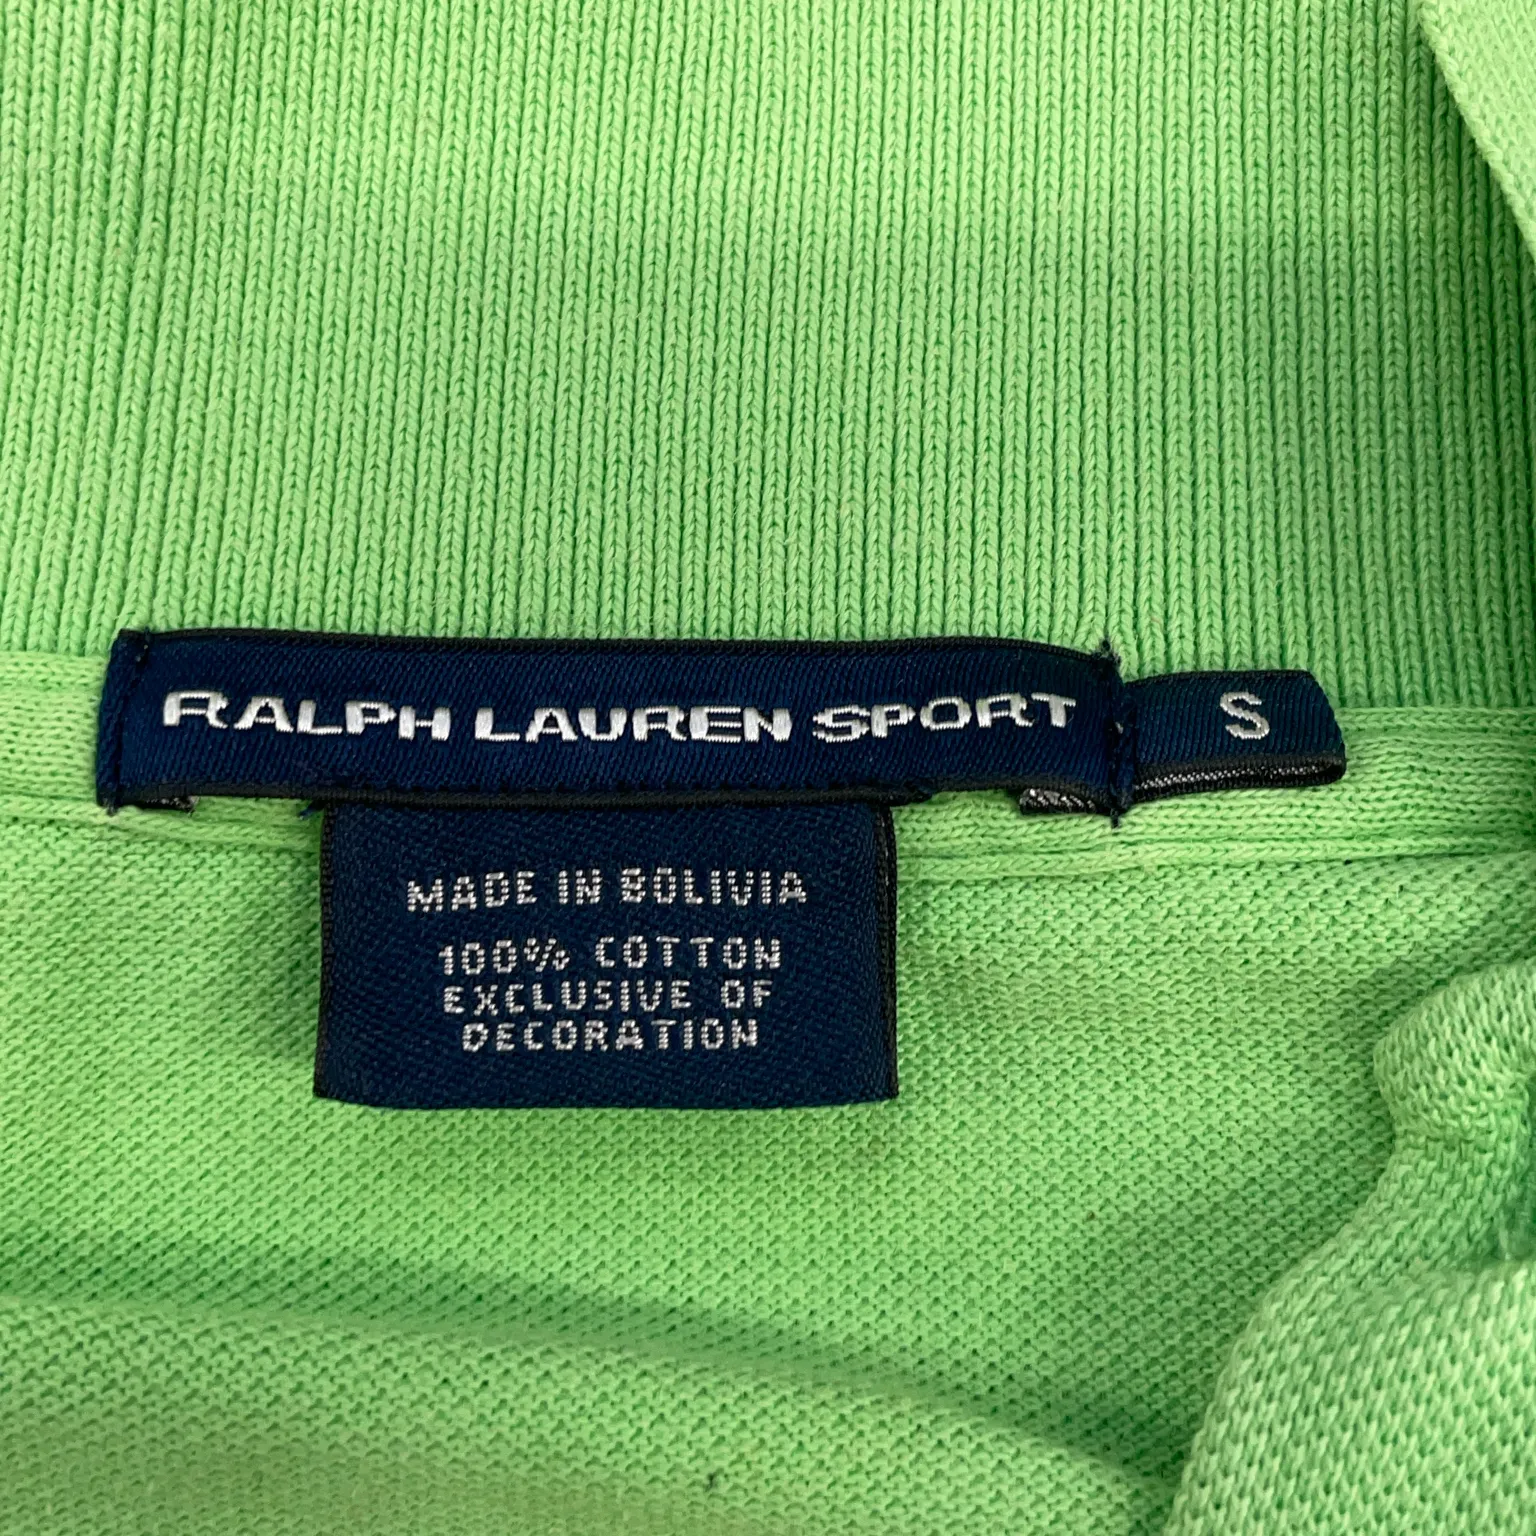 RALPH LAUREN SPORT
S
MADE IN BOLIVIA
100% COTTON
EXCLUSIVE OF
DECORATION